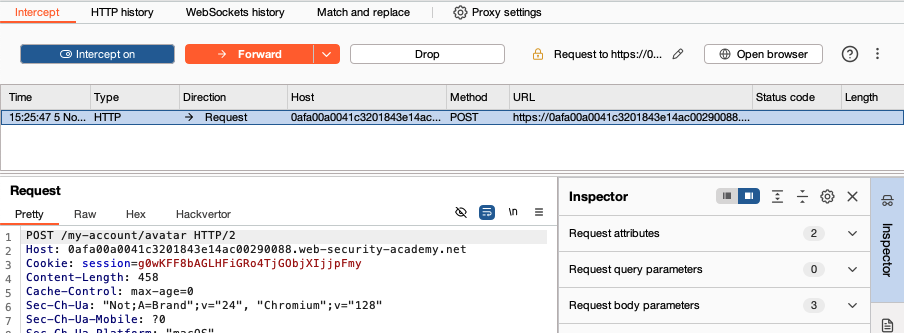 Intercept HTTP history WebSockets history Match and replace Proxy settings
Intercept on Forward Drop Request to https://0... Open browser
Time Type Direction Host Method URL Status code Length
15:25:47 5 No... HTTP Request 0afa00a0041c3201843e14ac... POST https://0afa00a0041c3201843e14ac00290088....
Request
Pretty Raw Hex Hackvertor \n
1 POST /my-account/avatar HTTP/2
2 Host: 0afa00a0041c3201843e14ac00290088.web-security-academy.net
3 Cookie: session=g0wKFF8bAGLHFiGRo4TjGObjXIjjpFmy
4 Content-Length: 458
5 Cache-Control: max-age=0
6 Sec-Ch-Ua: "Not;A=Brand";v="24", "Chromium";v="128"
7 Sec-Ch-Ua-Mobile: ?0
8 Sec-Ch-Ua-Platform: "macOS"
Inspector
Request attributes 2
Request query parameters 0
Request body parameters 3
Inspector